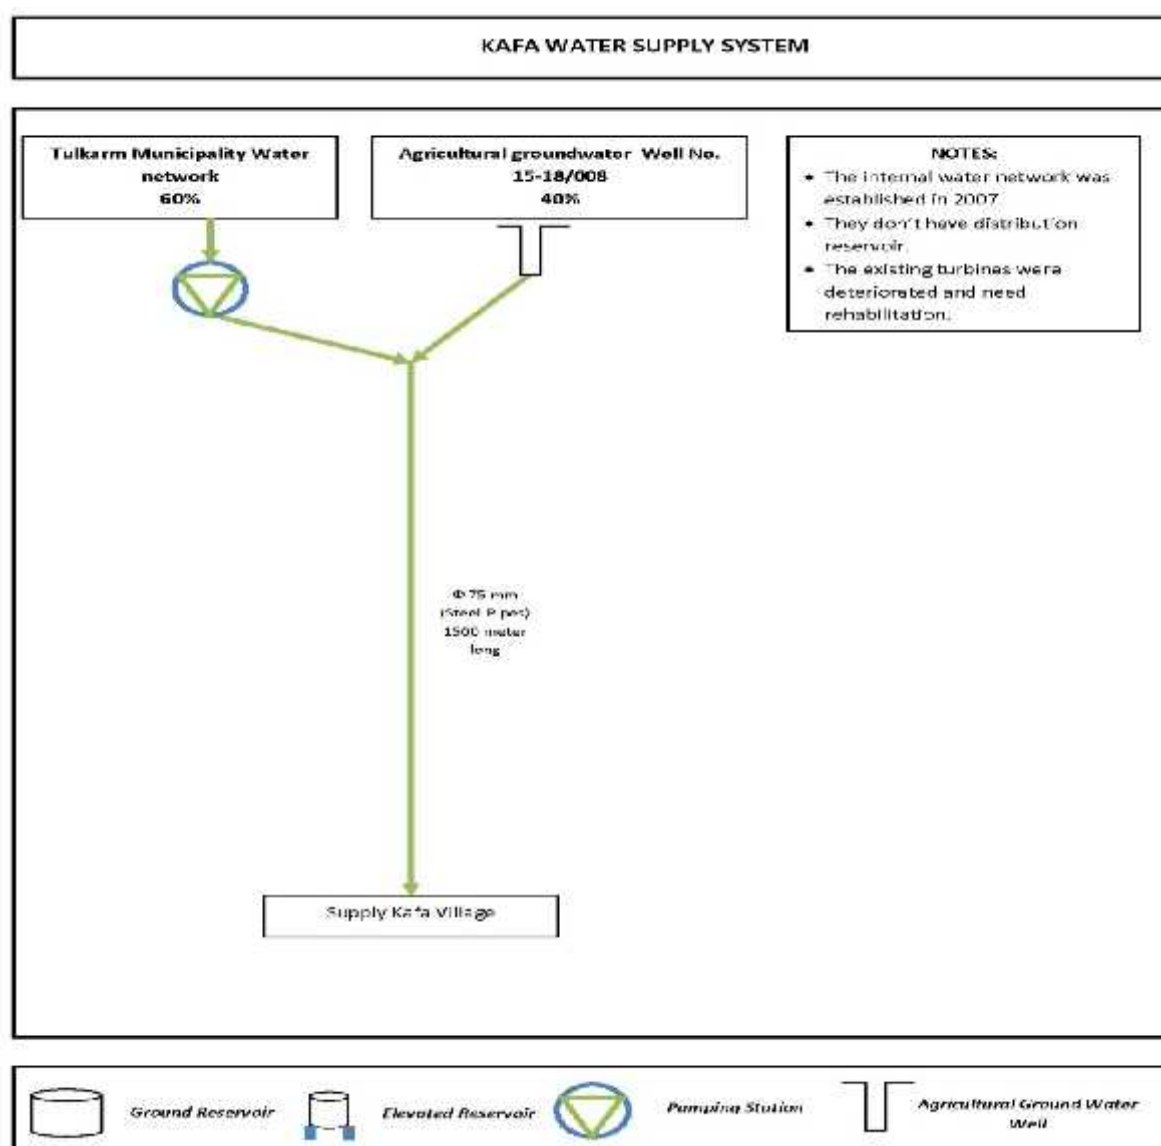 KAFA WATER SUPPLY SYSTEM
Tulkarm Municipality Water
network
60%
Agricultural groundwater Well No.
15-18/008
40%
NOTES:
• The internal water network was
established in 2007
• They don't have distribution
reservoir.
• The existing turbines were
deteriorated and need
rehabilitation.
Φ 75 mm
(Steel Pipes)
1500 meter
long
Supply Kafa Village
Ground Reservoir
Elevated Reservoir
Pumping Station
Agricultural Ground Water
Well